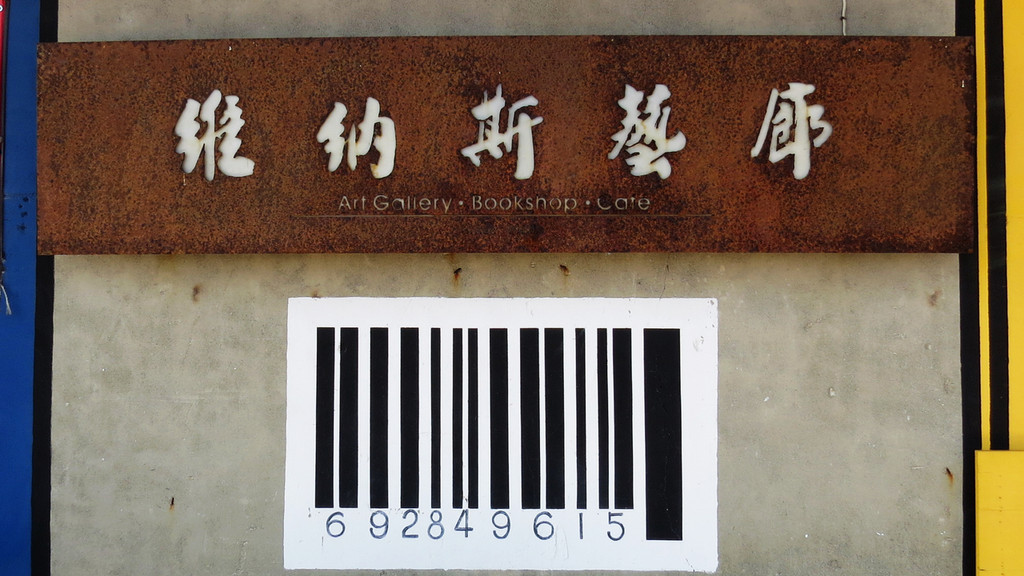 維納斯藝廊
Art Gallery • Bookshop • Cafe
692849615